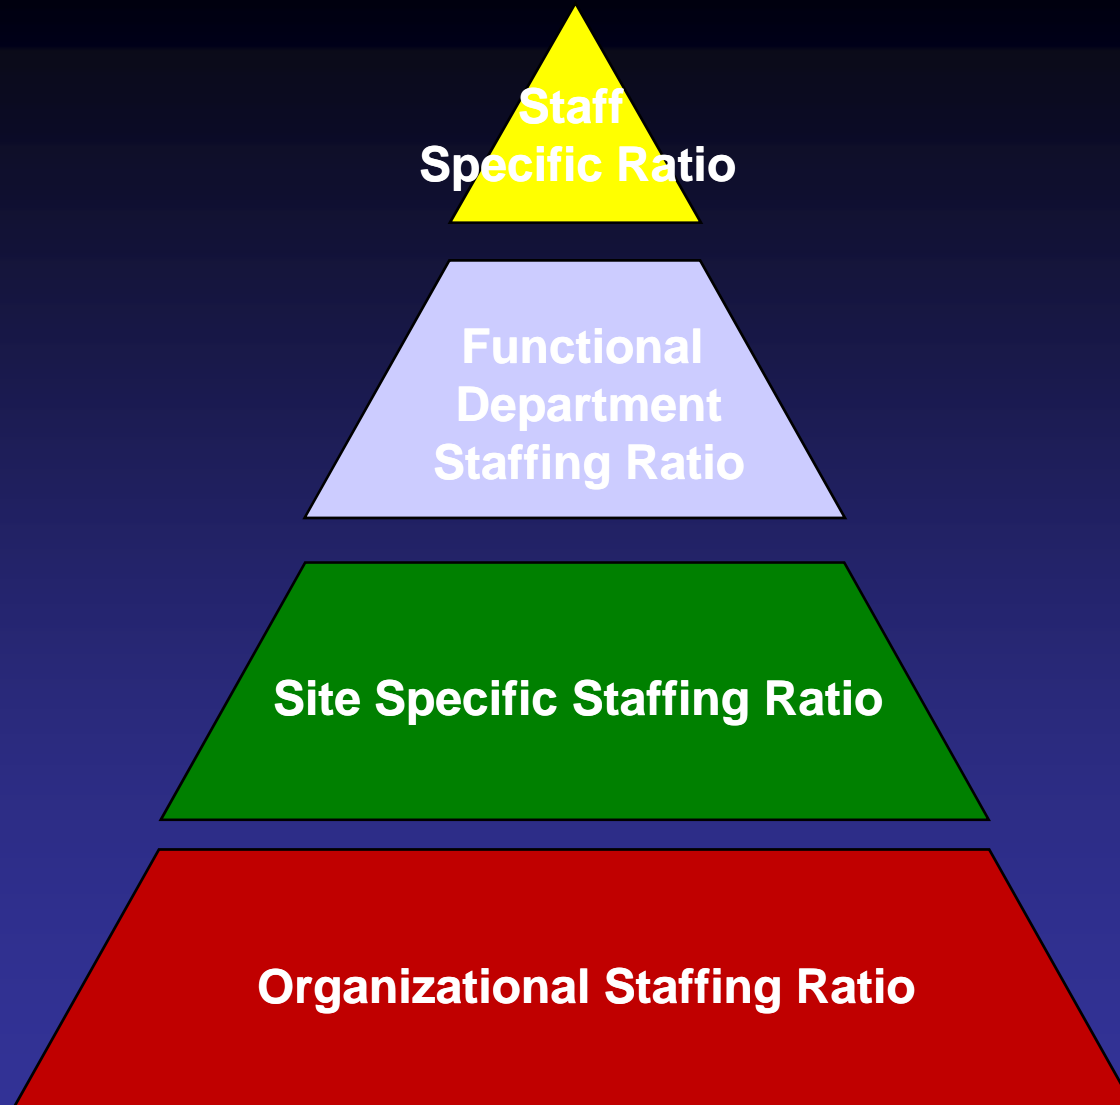 Staff
Specific Ratio
Functional
Department
Staffing Ratio
Site Specific Staffing Ratio
Organizational Staffing Ratio